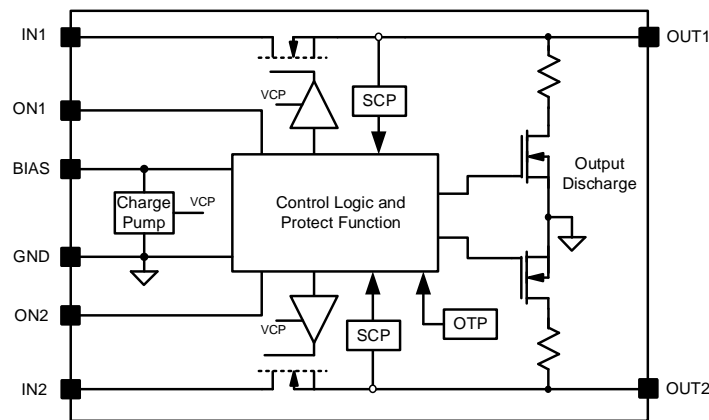 IN1
OUT1
VCP
SCP
ON1
BIAS
Output
Discharge
Charge
Pump
VCP
Control Logic and
Protect Function
GND
ON2
VCP
SCP
OTP
IN2
OUT2